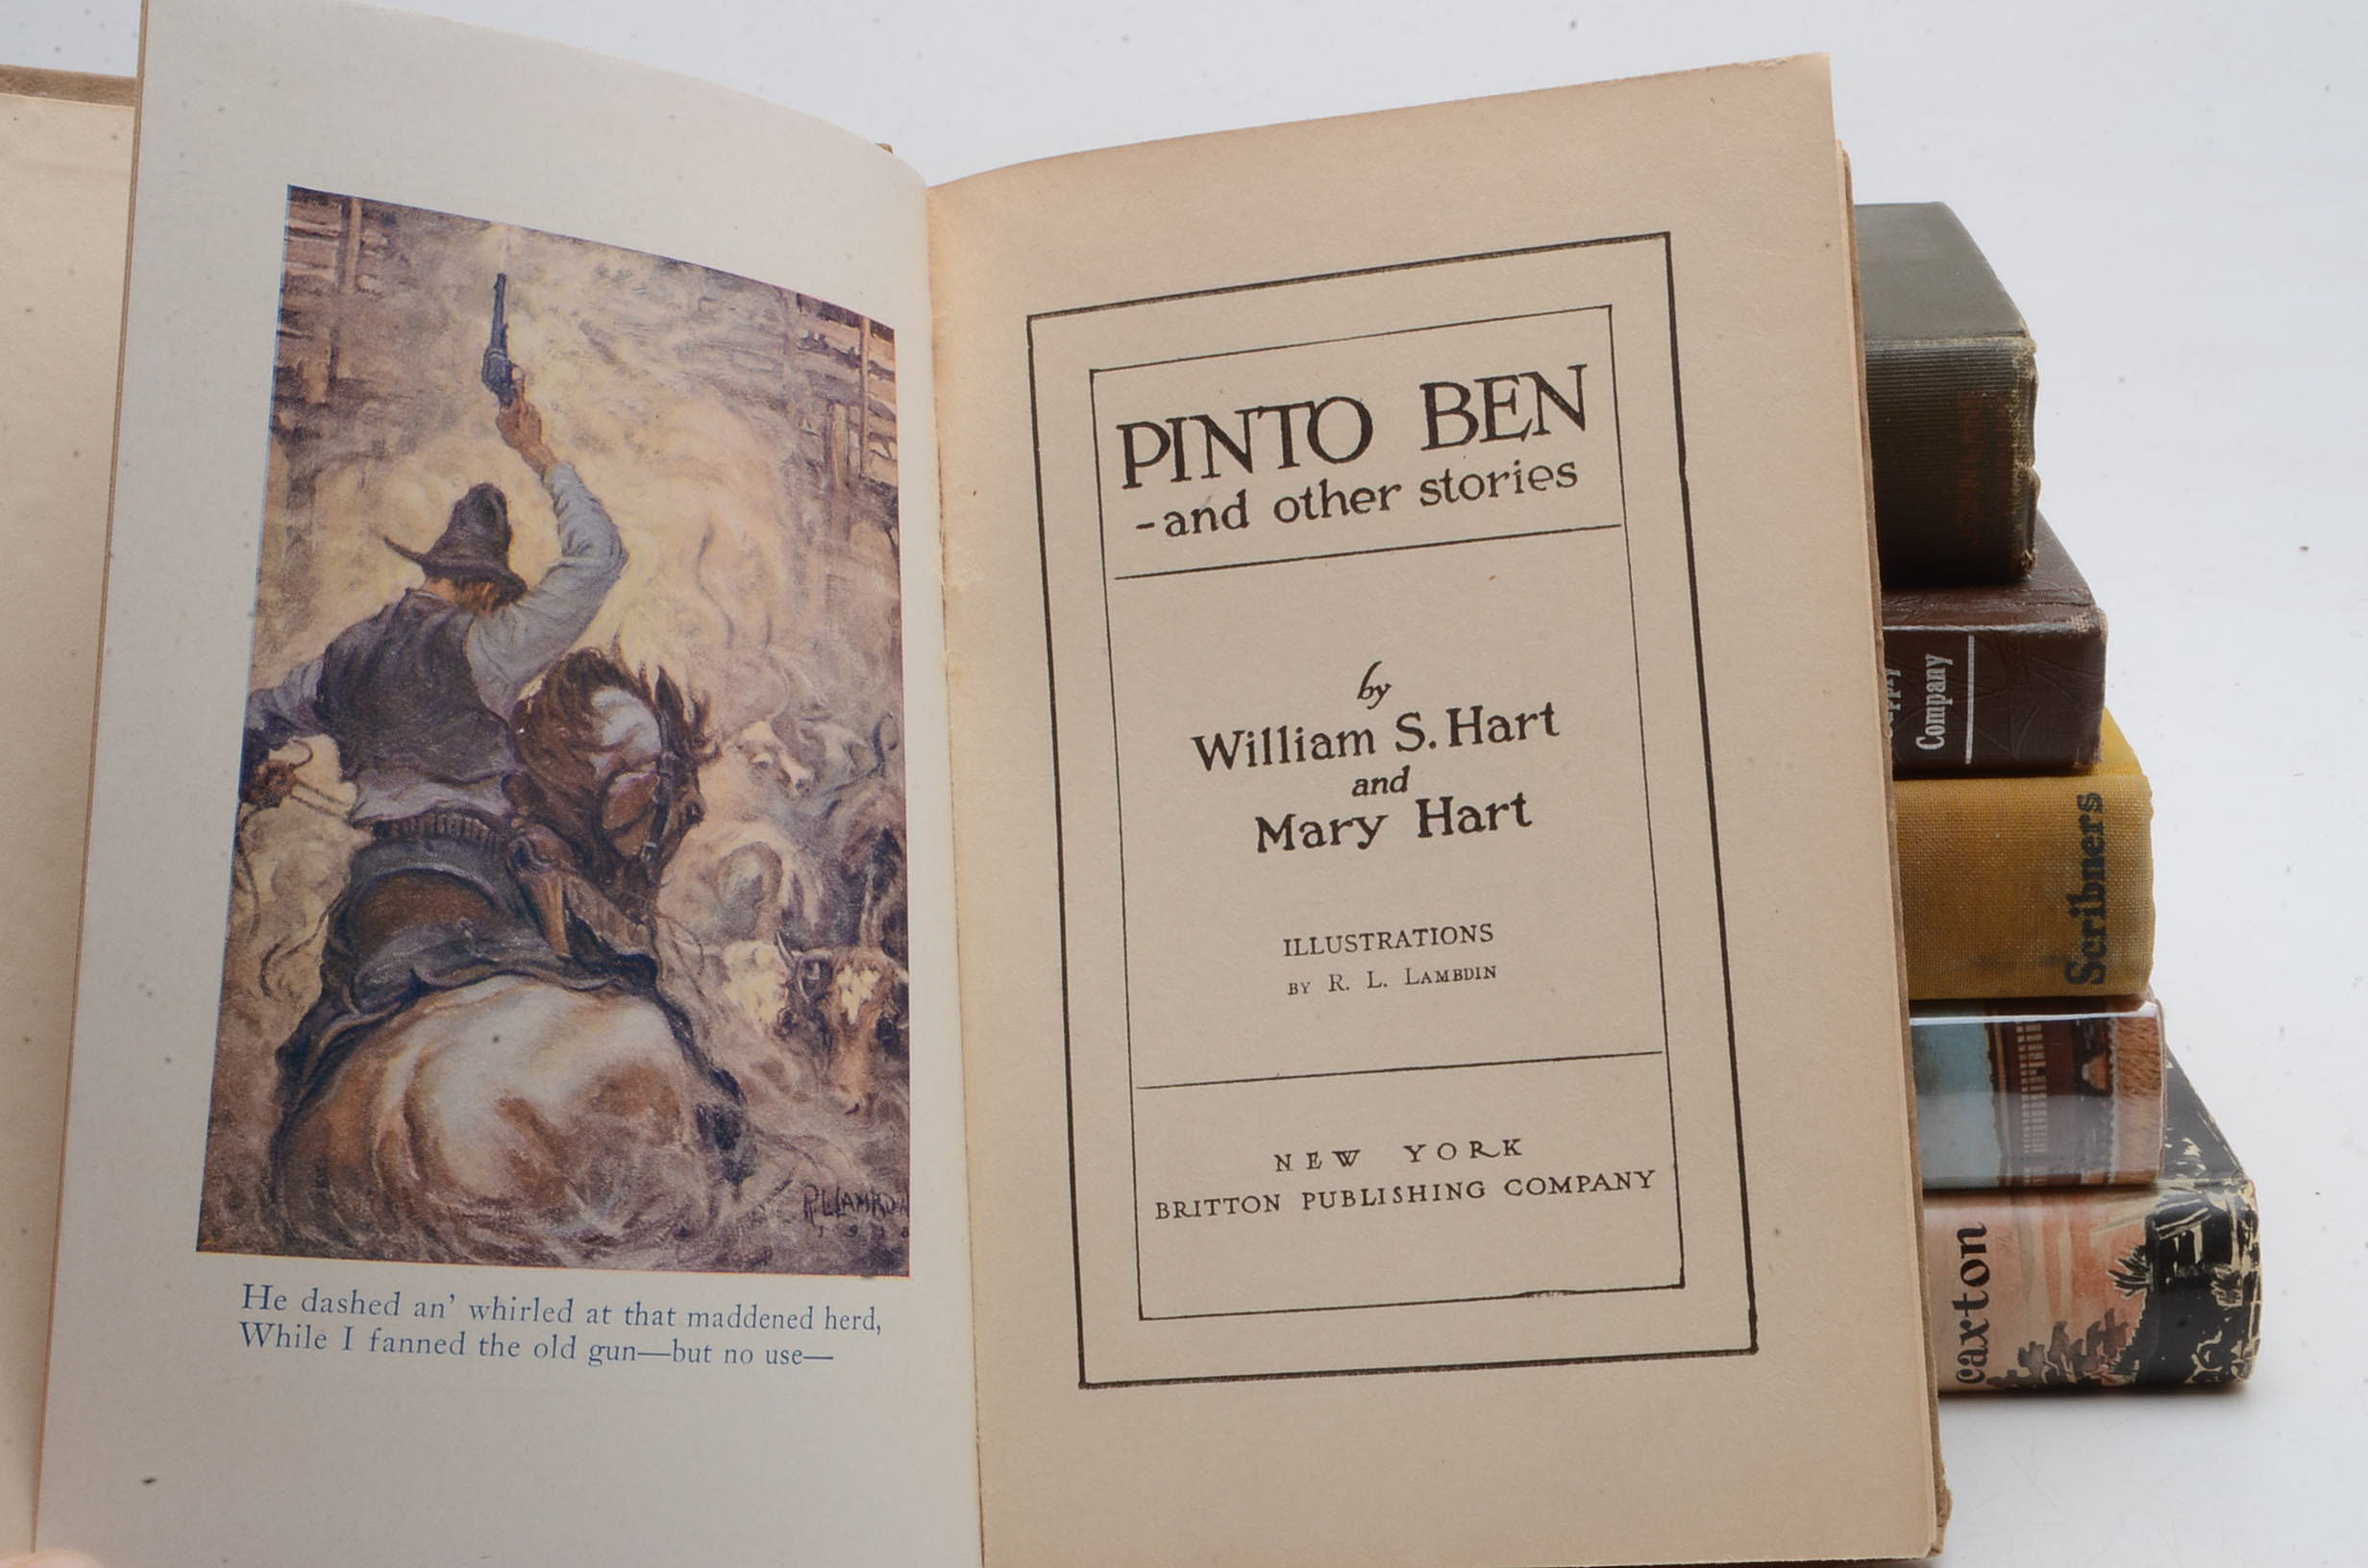 He dashed an' whirled at that maddened herd,
While I fanned the old gun—but no use—
PINTO BEN
-and other stories
by
William S. Hart
and
Mary Hart
ILLUSTRATIONS
BY R. L. LAMBDIN
NEW YORK
BRITTON PUBLISHING COMPANY
Company
Scribners
caxton